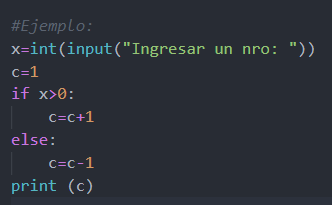 #Ejemplo:
x=int(input("Ingresar un nro: "))
c=1
if x>0:
    c=c+1
else:
    c=c-1
print (c)